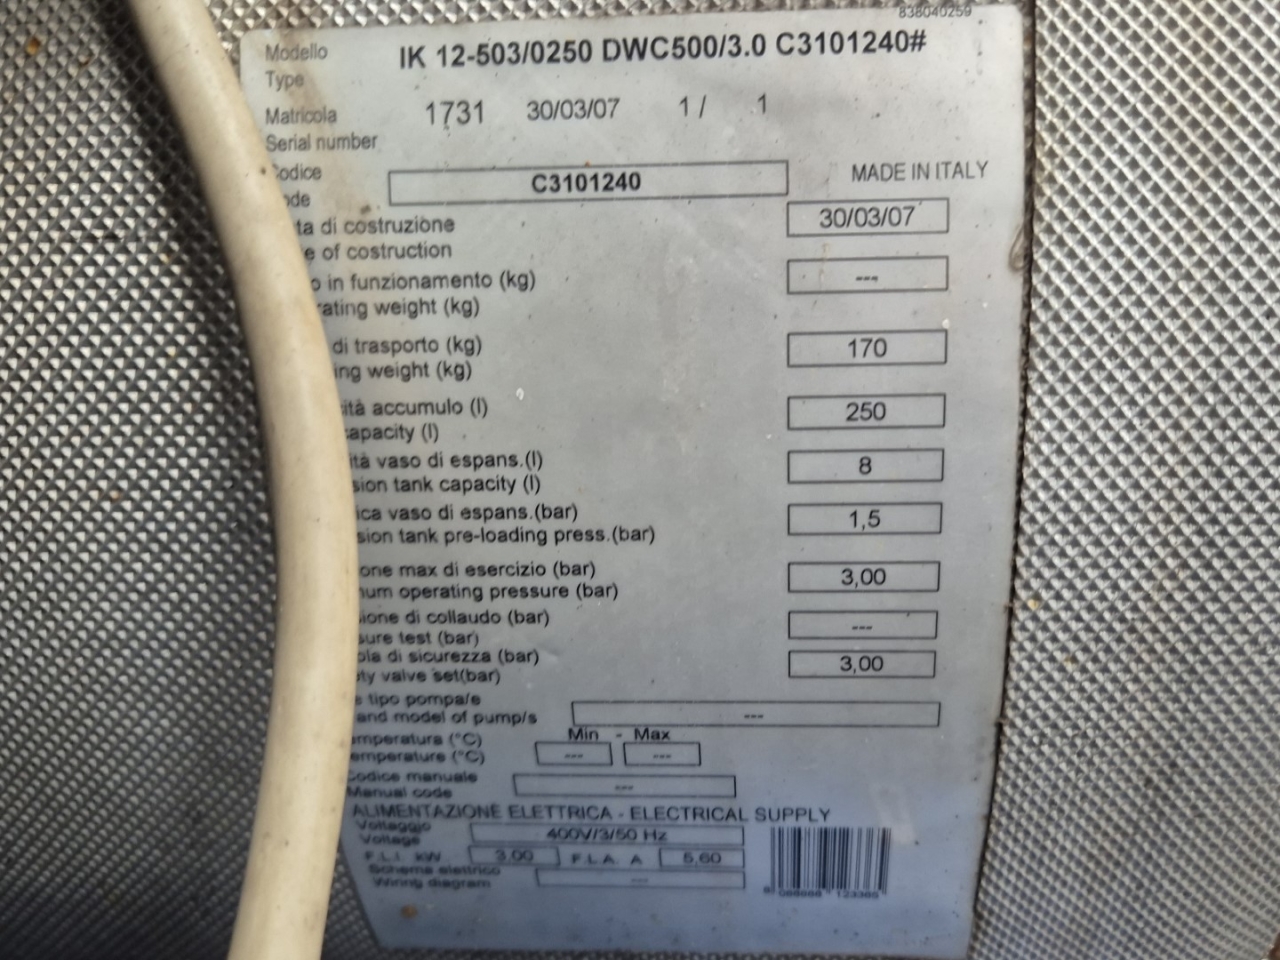 838040259
Modello IK 12-503/0250 DWC500/3.0 C3101240#
Type
Matricola 1731 30/03/07 1 / 1
Serial number
odice C3101240 MADE IN ITALY
de
ta di costruzione 30/03/07
e of costruction
o in funzionamento (kg) ---
ating weight (kg)
di trasporto (kg) 170
ing weight (kg)
ità accumulo (l) 250
apacity (l)
ità vaso di espans.(l) 8
sion tank capacity (l)
ica vaso di espans.(bar) 1,5
sion tank pre-loading press.(bar)
one max di esercizio (bar) 3,00
um operating pressure (bar)
ione di collaudo (bar) ---
sure test (bar)
ola di sicurezza (bar) 3,00
ty valve set(bar)
e tipo pompa/e ---
and model of pump/s
Min - Max
mperatura (°C) --- ---
emperature (°C)
Codice manuale ---
Manual code
ALIMENTAZIONE ELETTRICA - ELECTRICAL SUPPLY
Voltaggio 400V/3/50 Hz
Voltage
F.L.I. kW 3,00 F.L.A. A 5,60
Schema elettrico ---
Wiring diagram